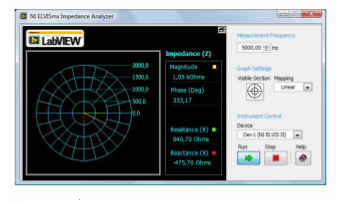 NI ELVISmx Impedance Analyzer
LabVIEW
Impedance (Z)
Magnitude
1,05 kOhms
Phase (Deg)
333,17
Resistance (R)
940,70 Ohms
Reactance (X)
-475,70 Ohms
2000,0
1500,0
1000,0
500,0
0,0
Measurement Frequency
5000,00 Hz
Graph Settings
Visible Section Mapping
Linear
Instrument Control
Device
Dev1 (NI ELVIS II)
Run Stop Help